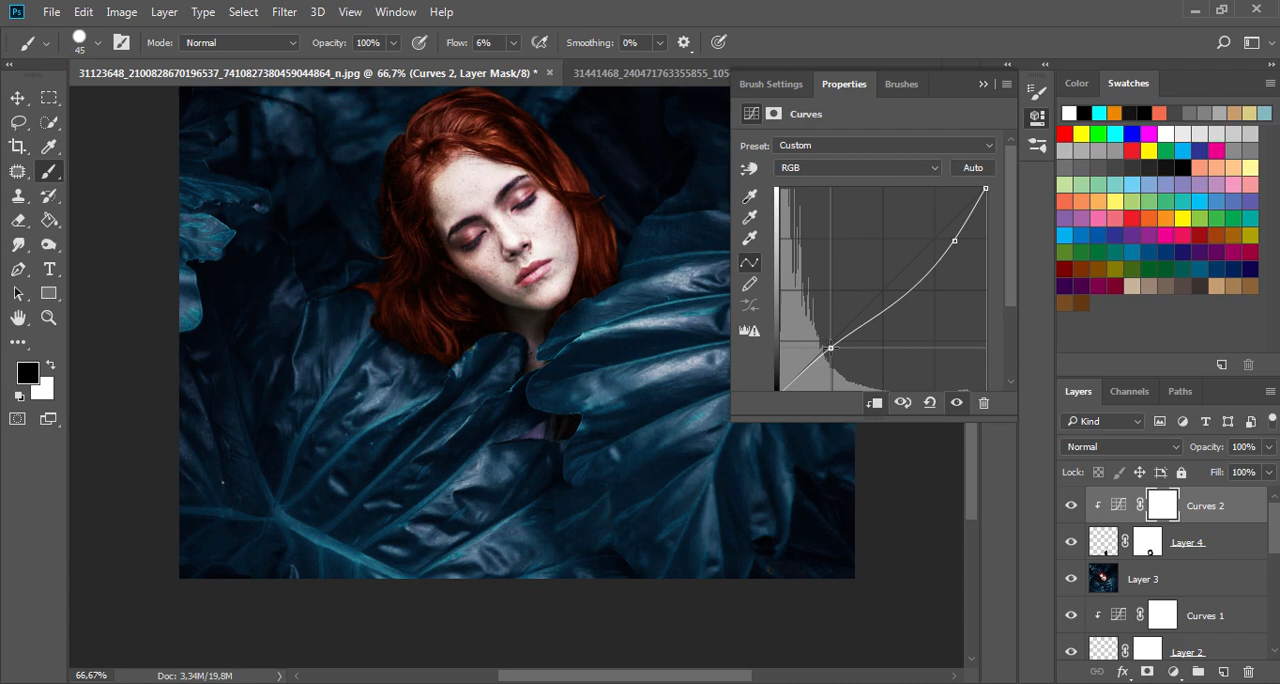 Ps File Edit Image Layer Type Select Filter 3D View Window Help
45 Mode: Normal Opacity: 100% Flow: 6% Smoothing: 0%
31123648_2100828670196537_7410827380459044864_n.jpg @ 66,7% (Curves 2, Layer Mask/8) *
31441468_240471763355855_105
Brush Settings Properties Brushes
Curves
Preset: Custom
RGB Auto
Color Swatches
Layers Channels Paths
Kind
Normal Opacity: 100%
Lock: Fill: 100%
Curves 2
Layer 4
Layer 3
Curves 1
Layer 2
fx
66,67% Doc: 3,34M/19,8M